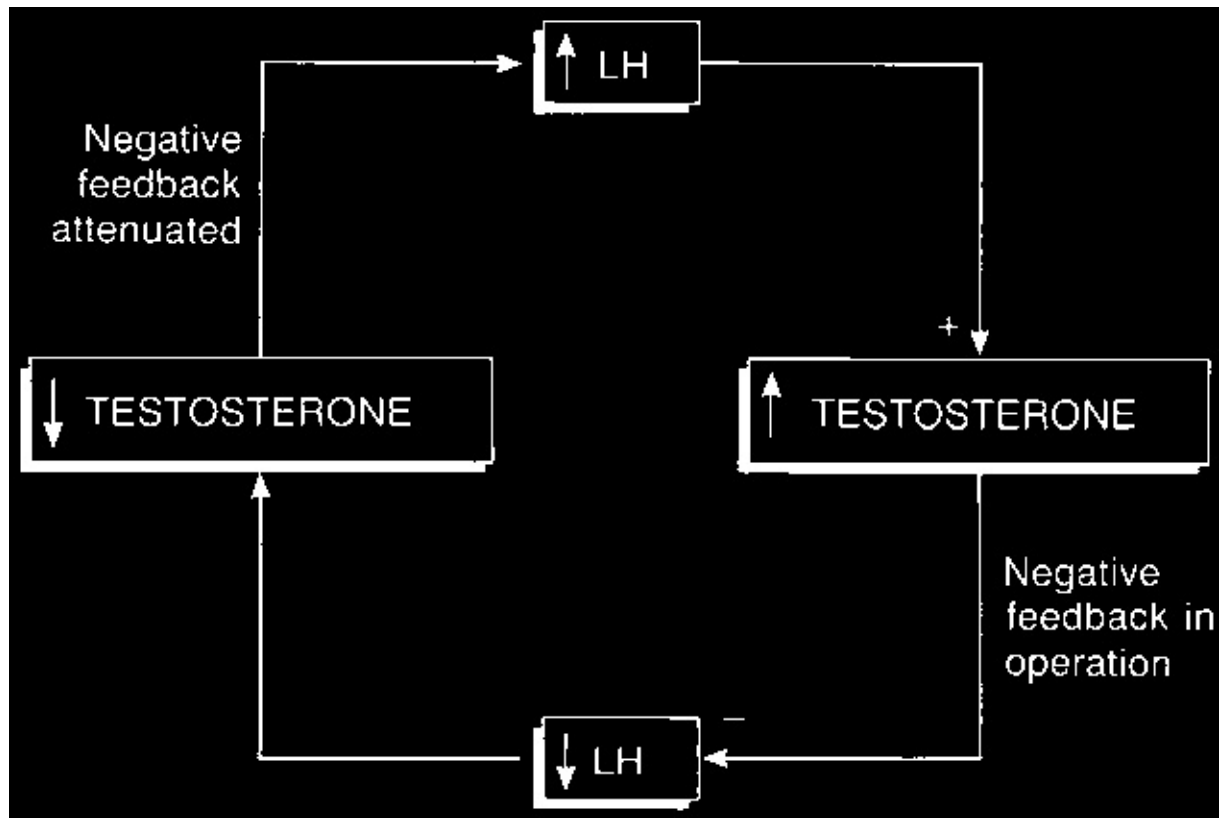 ↑ LH
Negative
feedback
attenuated
+
↓ TESTOSTERONE
↑ TESTOSTERONE
Negative
feedback in
operation
−
↓ LH